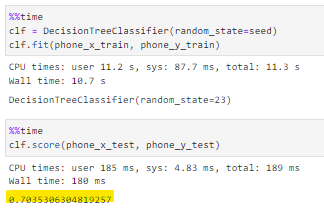 %%time
clf = DecisionTreeClassifier(random_state=seed)
clf.fit(phone_x_train, phone_y_train)
CPU times: user 11.2 s, sys: 87.7 ms, total: 11.3 s
Wall time: 10.7 s
DecisionTreeClassifier(random_state=23)
%%time
clf.score(phone_x_test, phone_y_test)
CPU times: user 185 ms, sys: 4.83 ms, total: 189 ms
Wall time: 180 ms
0.7035306304819257